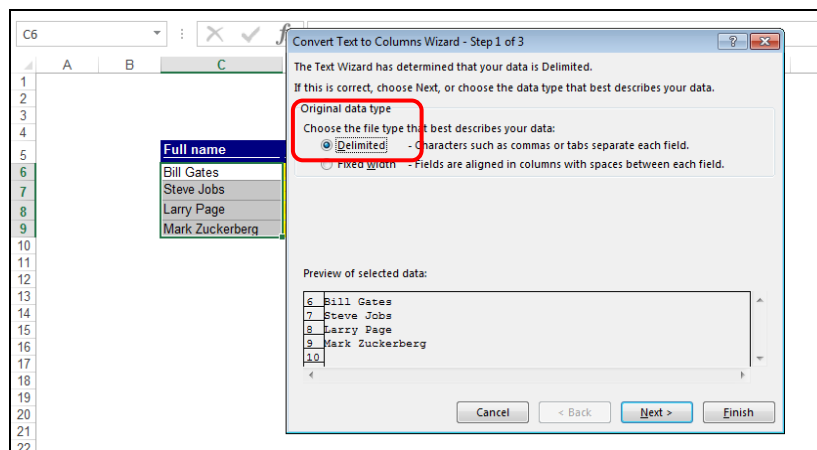 C6
Convert Text to Columns Wizard - Step 1 of 3
A B C
The Text Wizard has determined that your data is Delimited.
If this is correct, choose Next, or choose the data type that best describes your data.
Original data type
Choose the file type that best describes your data:
Delimited - Characters such as commas or tabs separate each field.
Fixed width - Fields are aligned in columns with spaces between each field.
1
2
3
4
5 Full name
6 Bill Gates
7 Steve Jobs
8 Larry Page
9 Mark Zuckerberg
10
11
12
13
14
15
16
17
18
19
20
21
22
Preview of selected data:
6 Bill Gates
7 Steve Jobs
8 Larry Page
9 Mark Zuckerberg
10
Cancel < Back Next > Finish